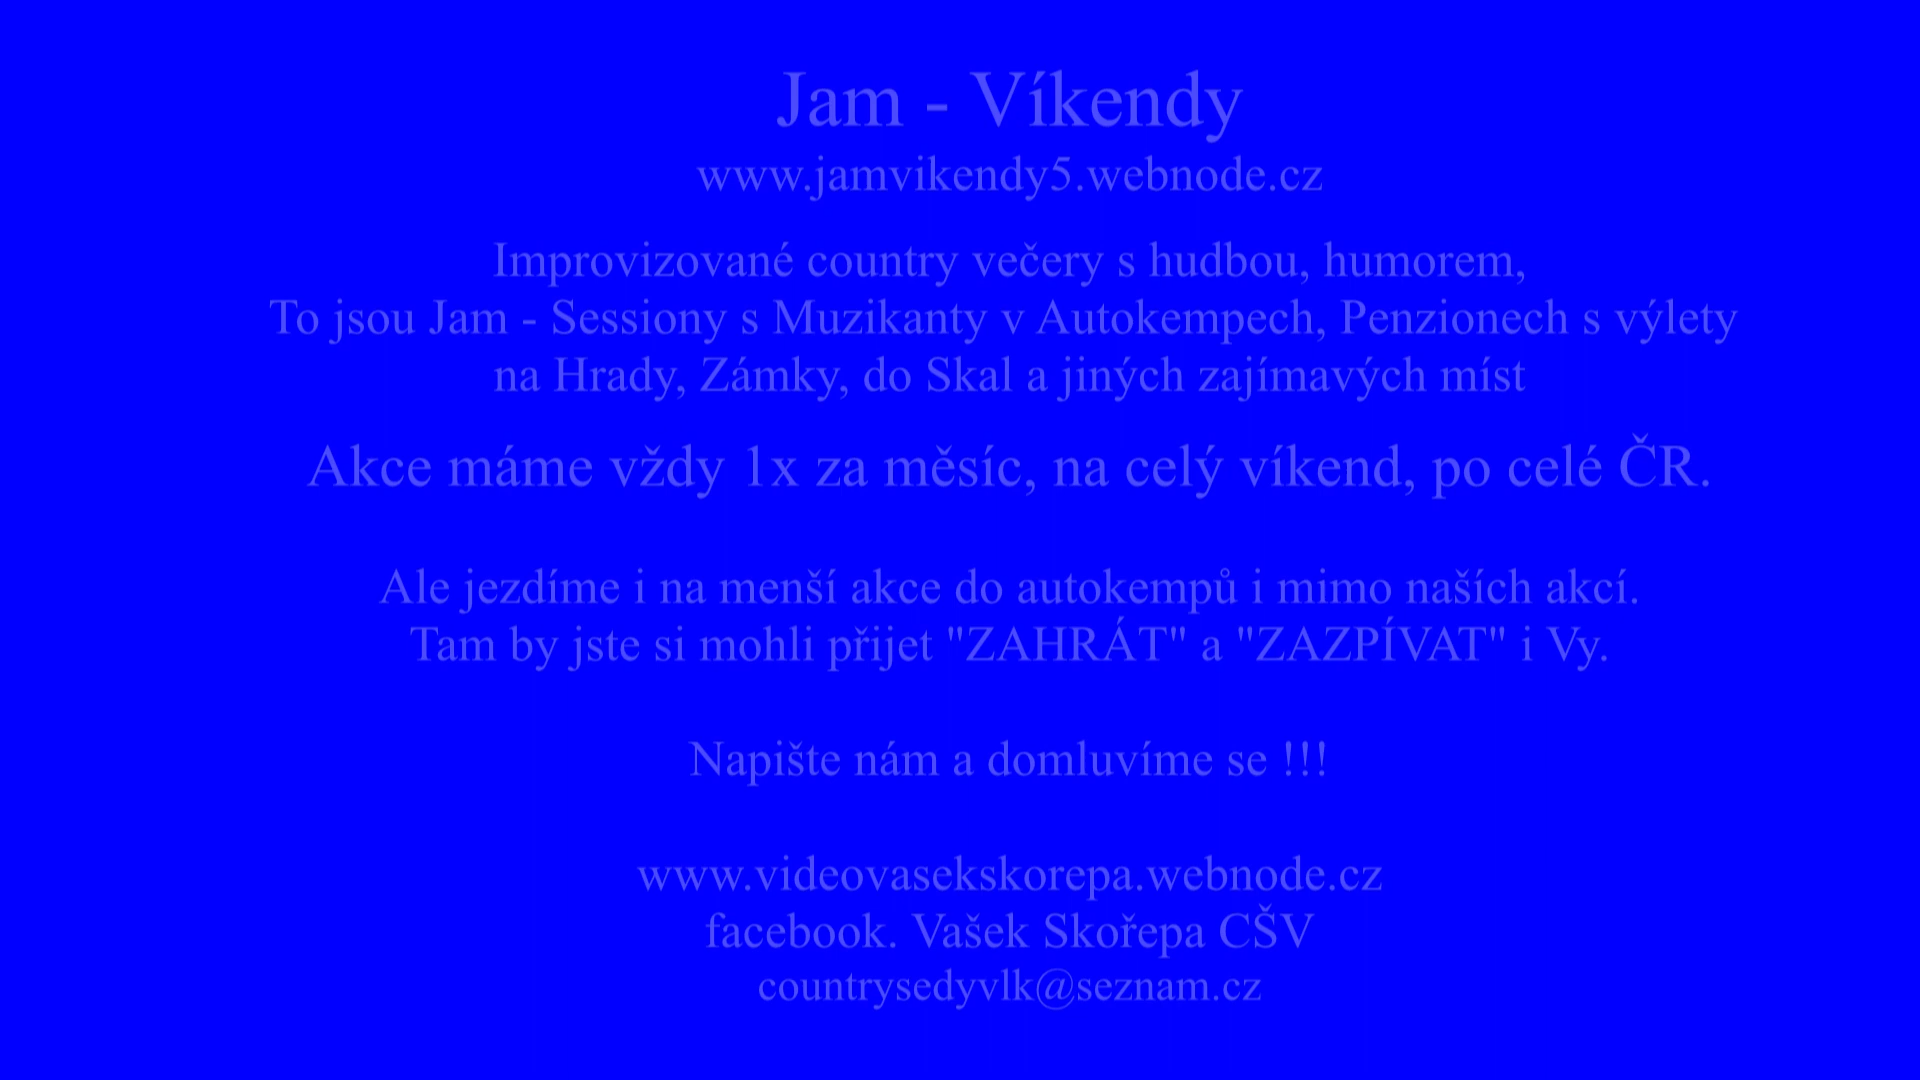 Jam - Víkendy
www.jamvikendy5.webnode.cz
Improvizované country večery s hudbou, humorem,
To jsou Jam - Sessiony s Muzikanty v Autokempech, Penzionech s výlety
na Hrady, Zámky, do Skal a jiných zajímavých míst
Akce máme vždy 1x za měsíc, na celý víkend, po celé ČR.
Ale jezdíme i na menší akce do autokempů i mimo naších akcí.
Tam by jste si mohli přijet "ZAHRÁT" a "ZAZPÍVAT" i Vy.
Napište nám a domluvíme se !!!
www.videovasekskorepa.webnode.cz
facebook. Vašek Skořepa CŠV
countrysedyvlk@seznam.cz